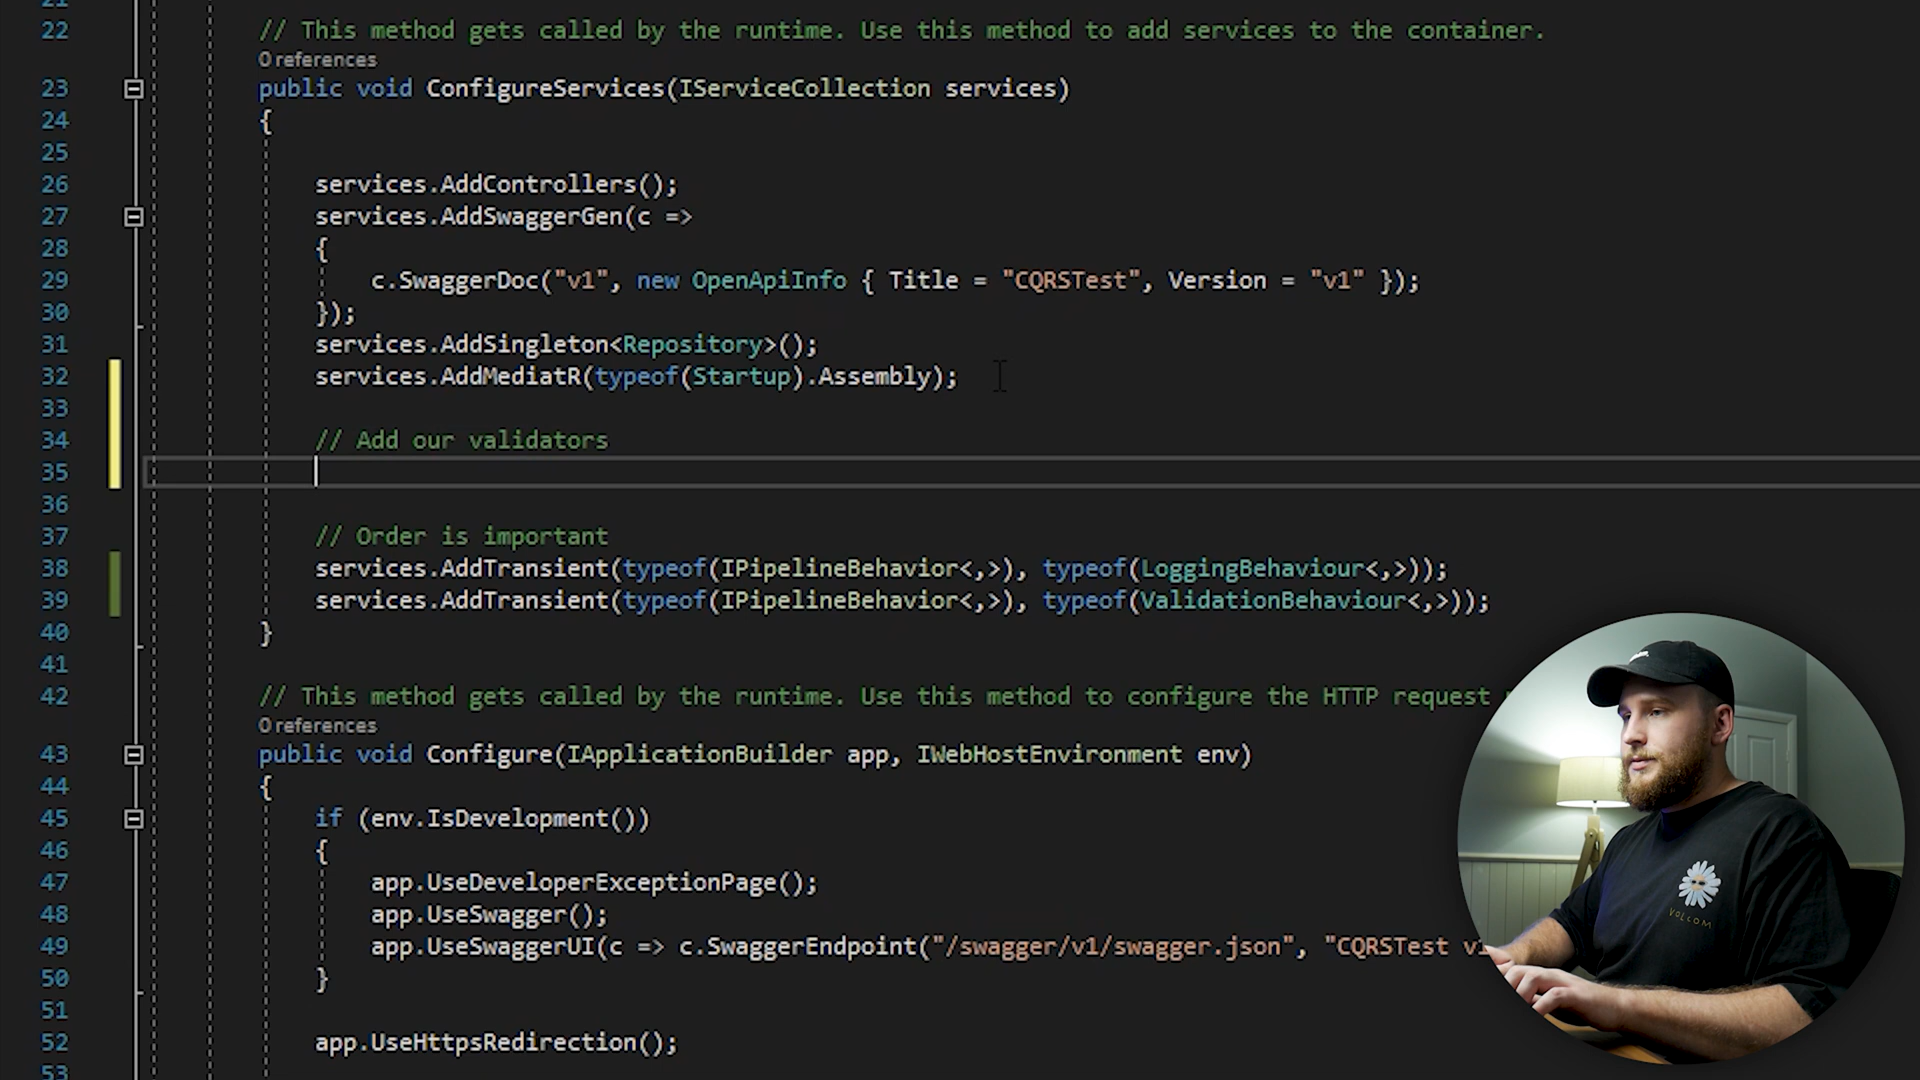 21
22 // This method gets called by the runtime. Use this method to add services to the container.
0 references
23 public void ConfigureServices(IServiceCollection services)
24 {
25
26 services.AddControllers();
27 services.AddSwaggerGen(c =>
28 {
29 c.SwaggerDoc("v1", new OpenApiInfo { Title = "CQRSTest", Version = "v1" });
30 });
31 services.AddSingleton<Repository>();
32 services.AddMediatR(typeof(Startup).Assembly);
33
34 // Add our validators
35
36
37 // Order is important
38 services.AddTransient(typeof(IPipelineBehavior<,>), typeof(LoggingBehaviour<,>));
39 services.AddTransient(typeof(IPipelineBehavior<,>), typeof(ValidationBehaviour<,>));
40 }
41
42 // This method gets called by the runtime. Use this method to configure the HTTP request
0 references
43 public void Configure(IApplicationBuilder app, IWebHostEnvironment env)
44 {
45 if (env.IsDevelopment())
46 {
47 app.UseDeveloperExceptionPage();
48 app.UseSwagger();
49 app.UseSwaggerUI(c => c.SwaggerEndpoint("/swagger/v1/swagger.json", "CQRSTest v1
50 }
51
52 app.UseHttpsRedirection();
53
VOLCOM